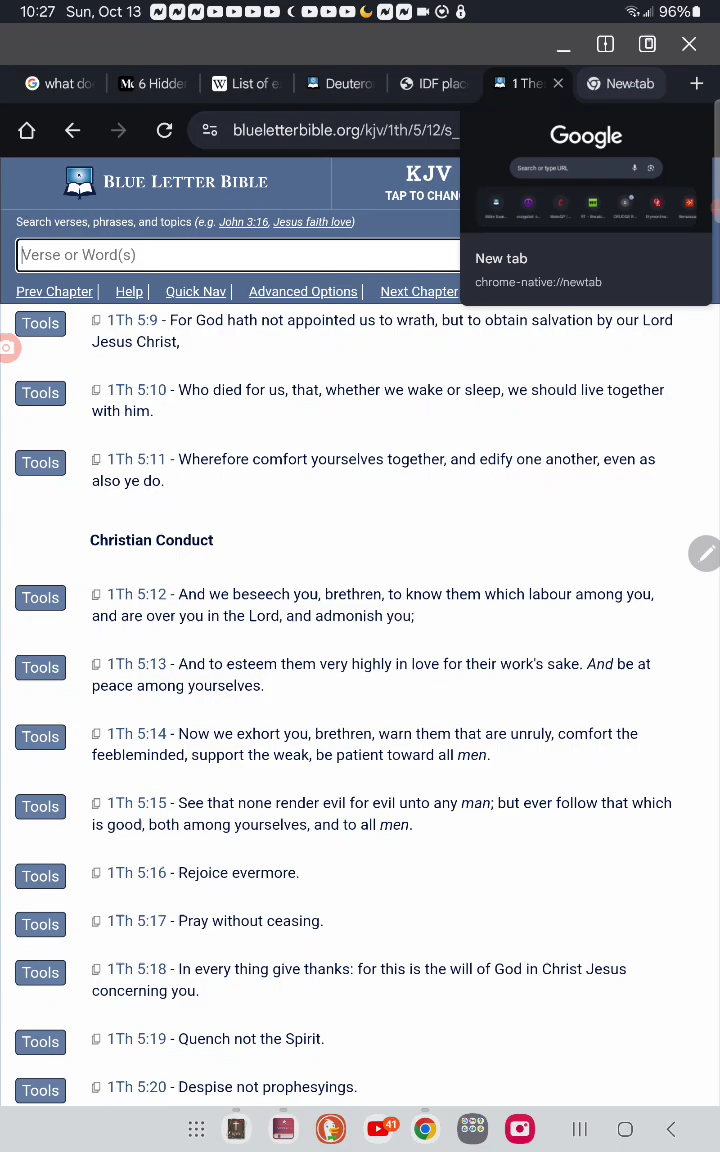 10:27 Sun, Oct 13
96%
what do
6 Hidder
List of e
Deutero
IDF plac
1 The
New tab
blueletterbible.org/kjv/1th/5/12/s_
BLUE LETTER BIBLE
KJV
TAP TO CHAN
Google
Search or type URL
New tab
chrome-native://newtab
Search verses, phrases, and topics (e.g. John 3:16, Jesus faith love)
Verse or Word(s)
Prev Chapter | Help | Quick Nav | Advanced Options | Next Chapter
Tools 1Th 5:9 - For God hath not appointed us to wrath, but to obtain salvation by our Lord
Jesus Christ,
Tools 1Th 5:10 - Who died for us, that, whether we wake or sleep, we should live together
with him.
Tools 1Th 5:11 - Wherefore comfort yourselves together, and edify one another, even as
also ye do.
Christian Conduct
Tools 1Th 5:12 - And we beseech you, brethren, to know them which labour among you,
and are over you in the Lord, and admonish you;
Tools 1Th 5:13 - And to esteem them very highly in love for their work's sake. And be at
peace among yourselves.
Tools 1Th 5:14 - Now we exhort you, brethren, warn them that are unruly, comfort the
feebleminded, support the weak, be patient toward all men.
Tools 1Th 5:15 - See that none render evil for evil unto any man; but ever follow that which
is good, both among yourselves, and to all men.
Tools 1Th 5:16 - Rejoice evermore.
Tools 1Th 5:17 - Pray without ceasing.
Tools 1Th 5:18 - In every thing give thanks: for this is the will of God in Christ Jesus
concerning you.
Tools 1Th 5:19 - Quench not the Spirit.
Tools 1Th 5:20 - Despise not prophesyings.
41